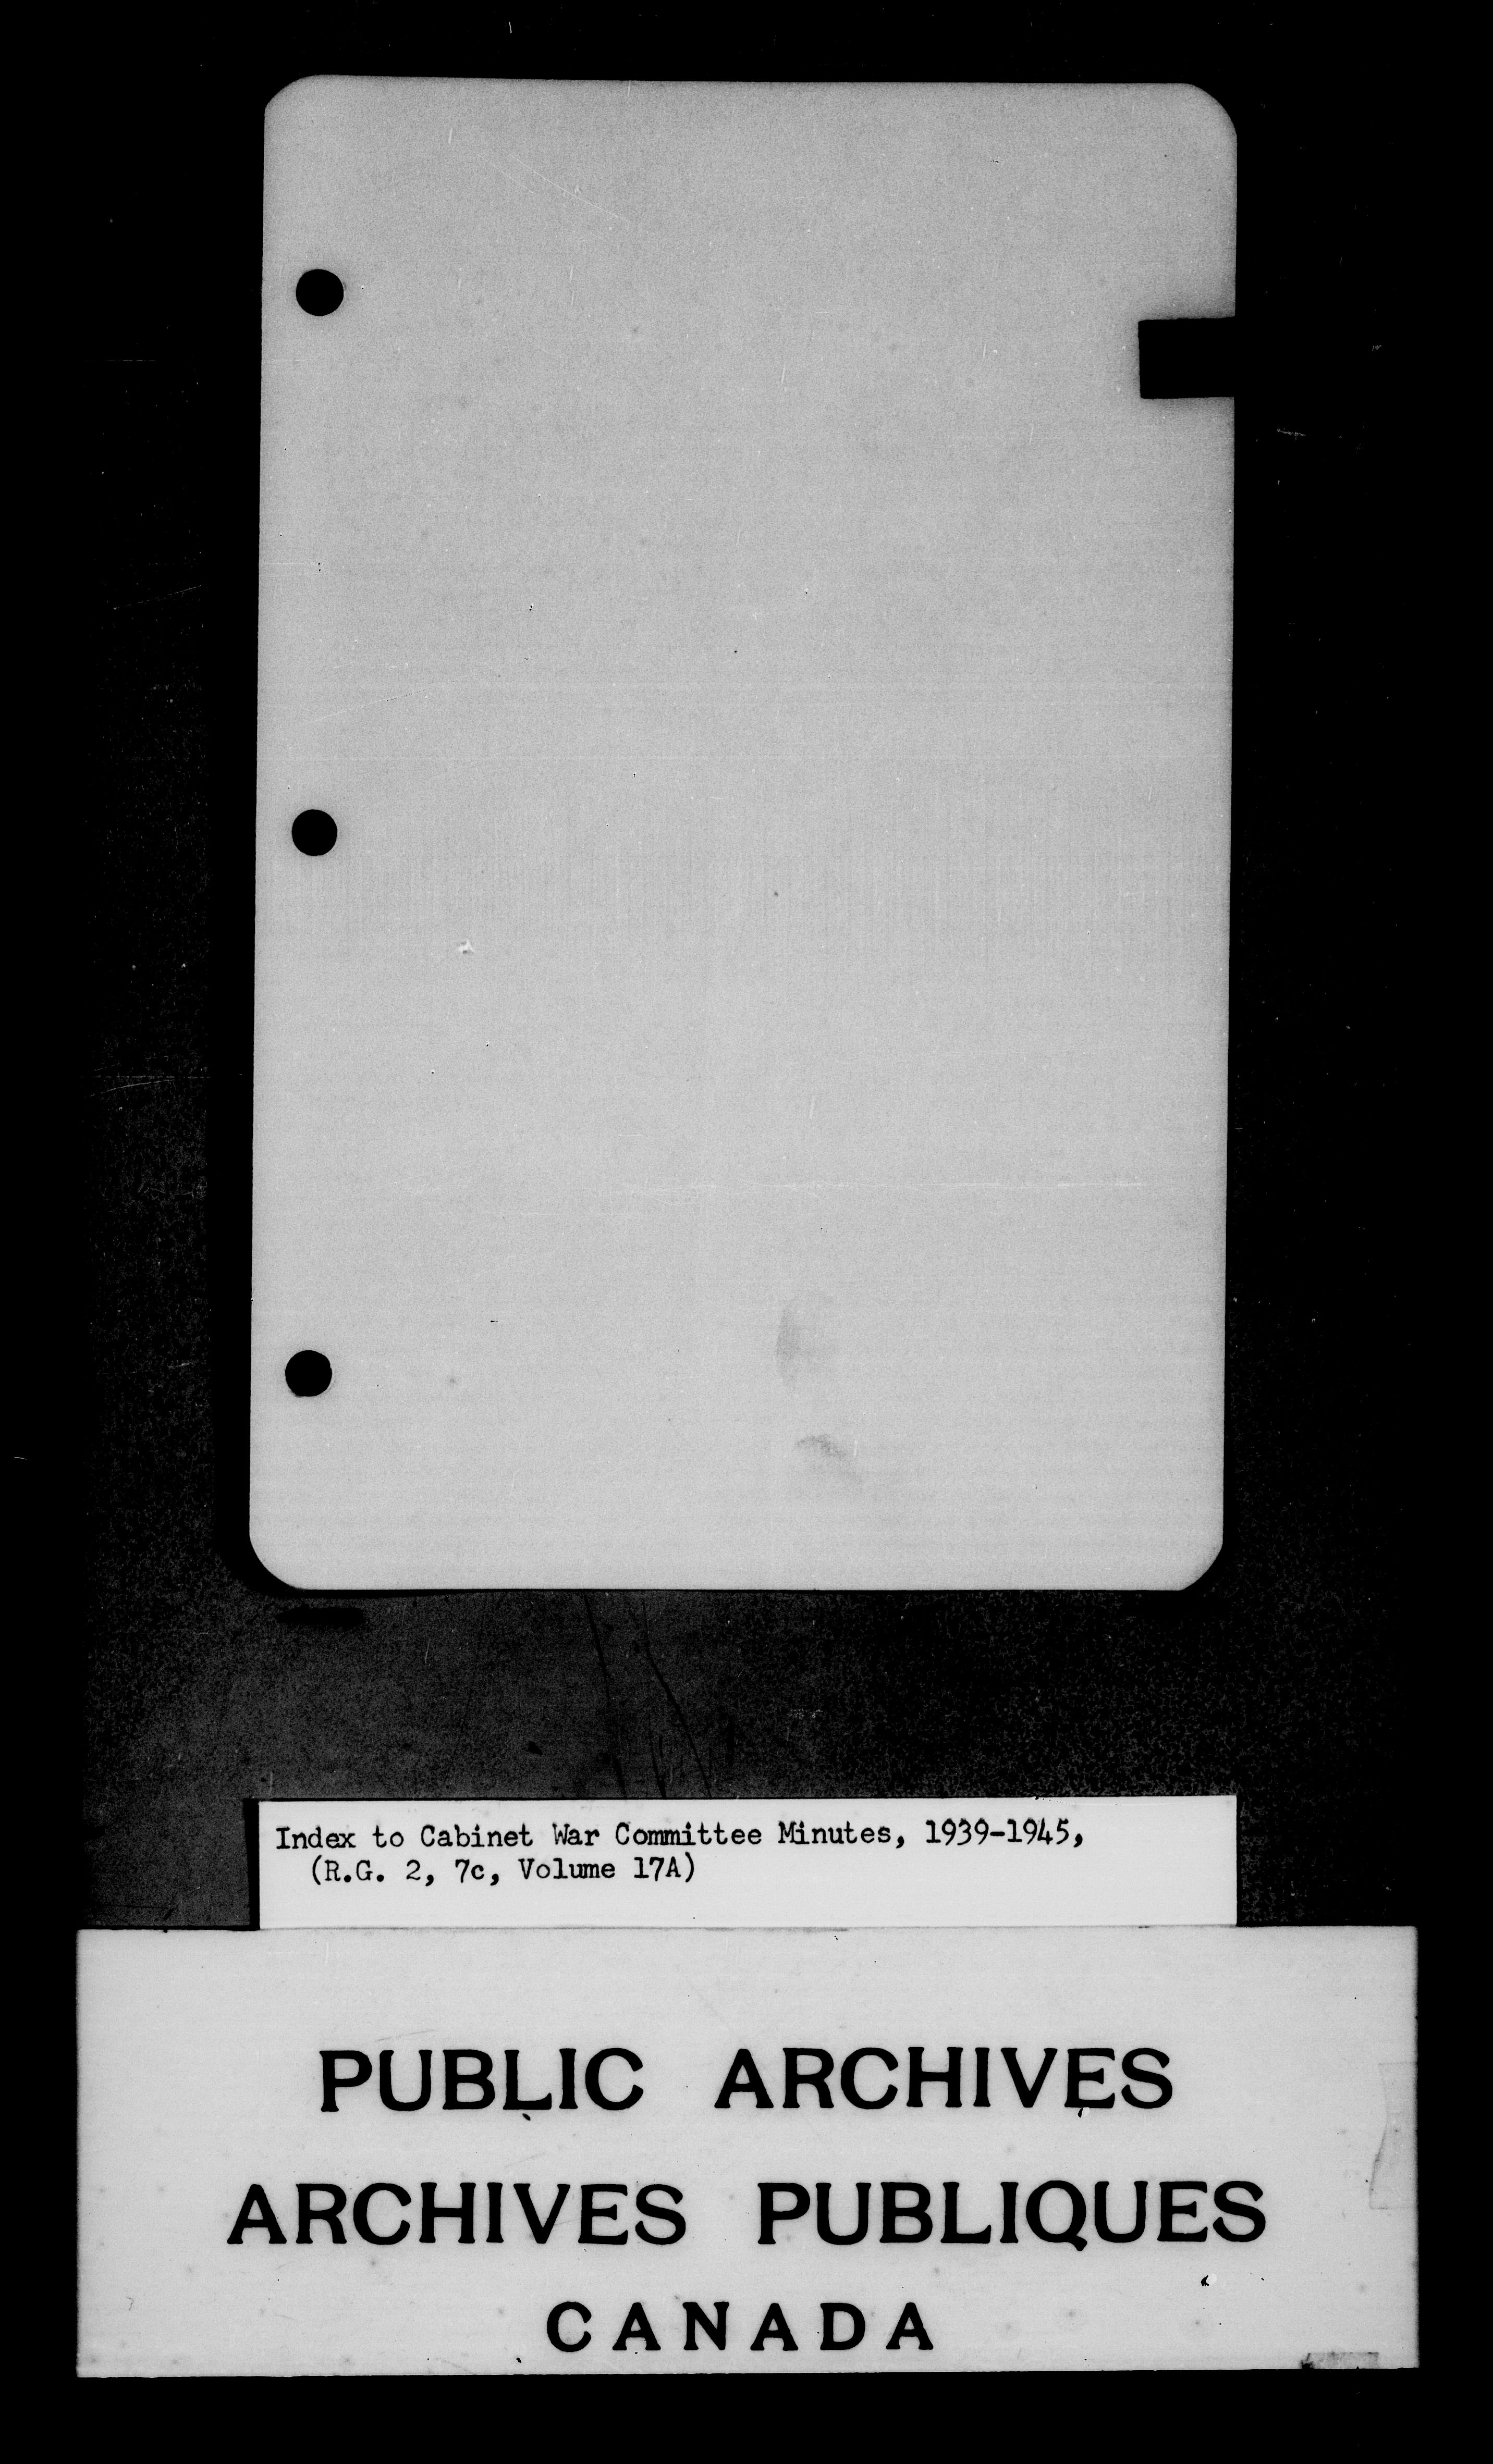 Index to Cabinet War Committee Minutes, 1939-1945,
(R.G. 2, 7c, Volume 17A)
PUBLIC ARCHIVES
ARCHIVES PUBLIQUES
CANADA